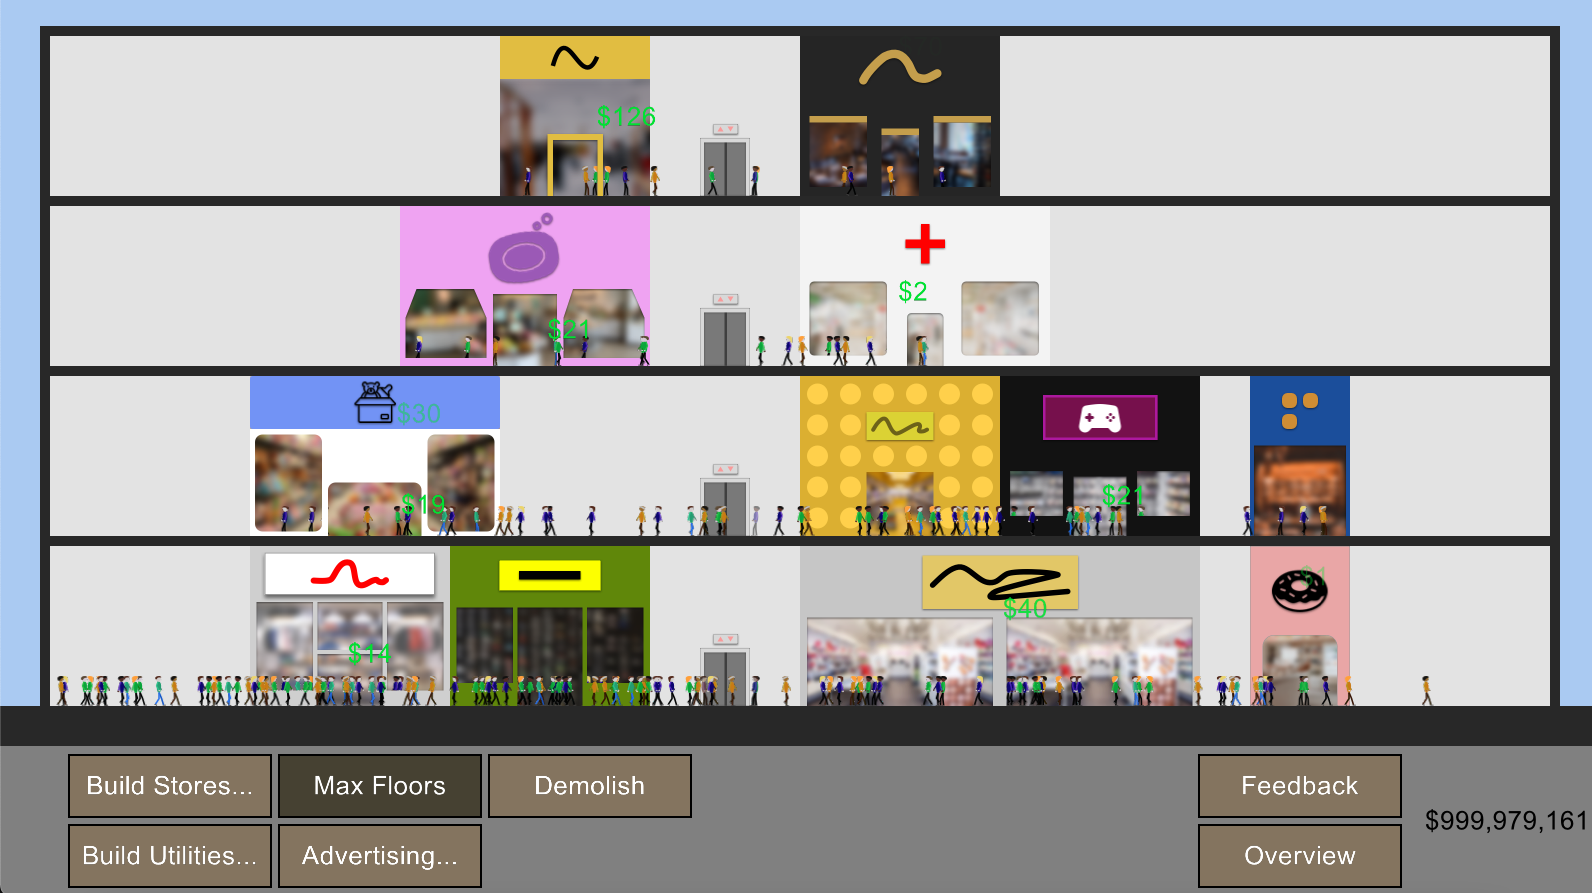 $126
$21
$2
$30
$19
$21
$14
$40
$1
Build Stores...
Max Floors
Demolish
Feedback
Build Utilities...
Advertising...
Overview
$999,979,161